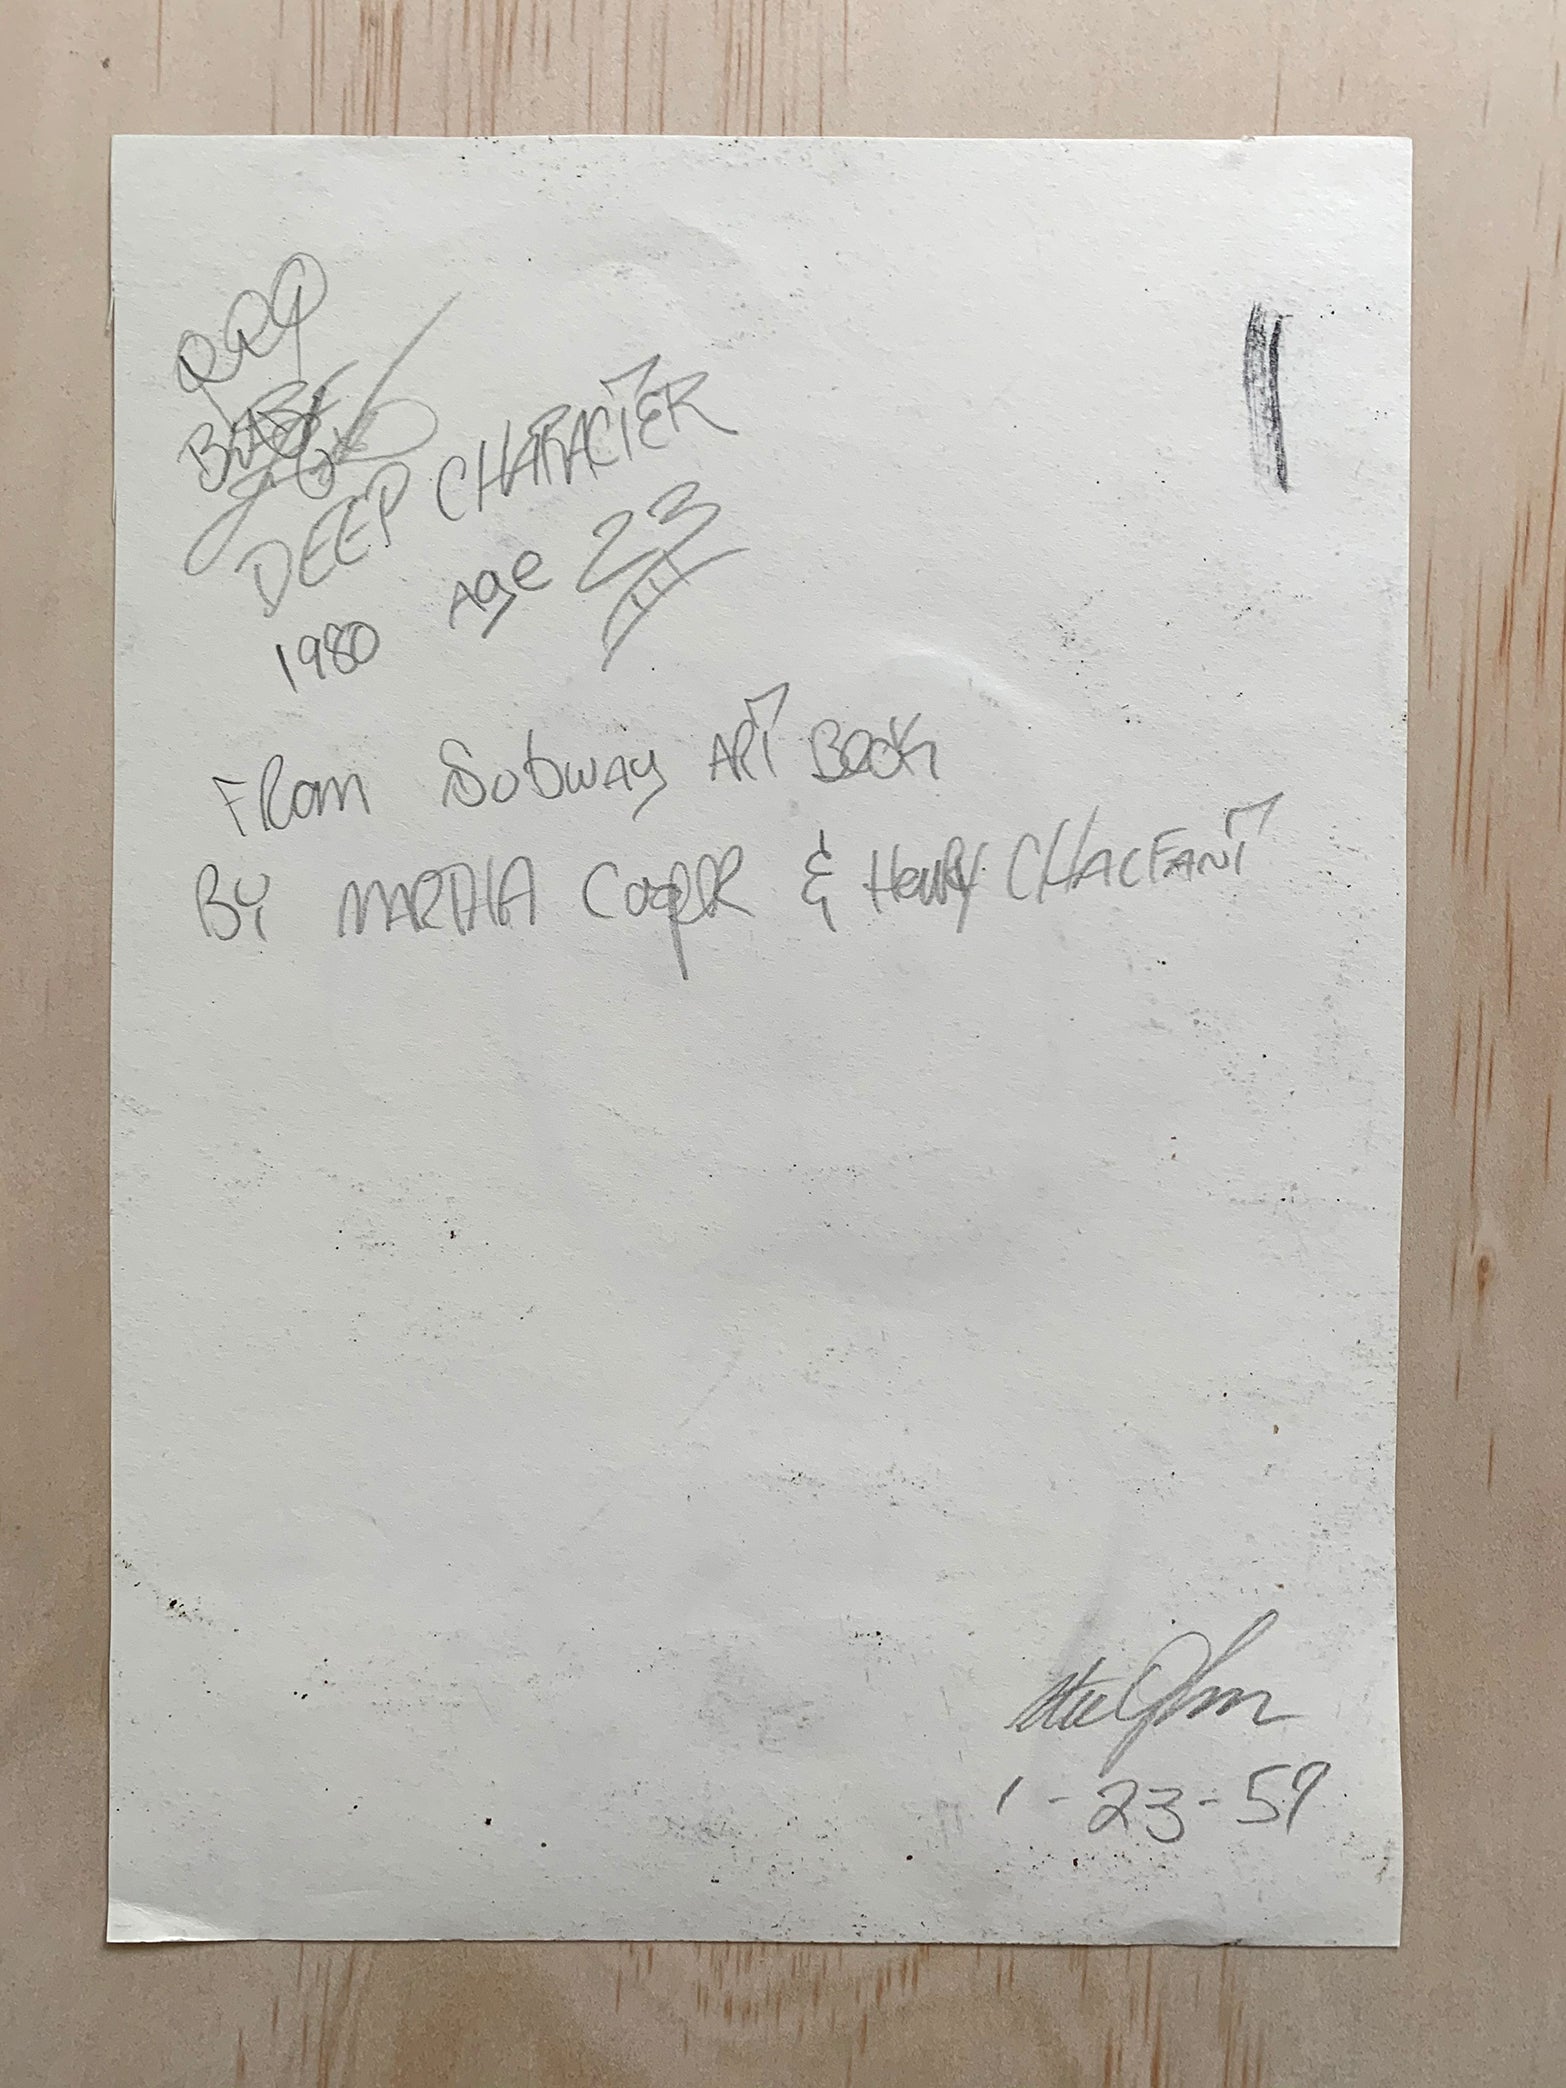 DEEP CHARACTER
1980 Age 23
FROM Subway ART BOOK
BY MARTHA COOPER & HENRY CHALFANT
1-23-59